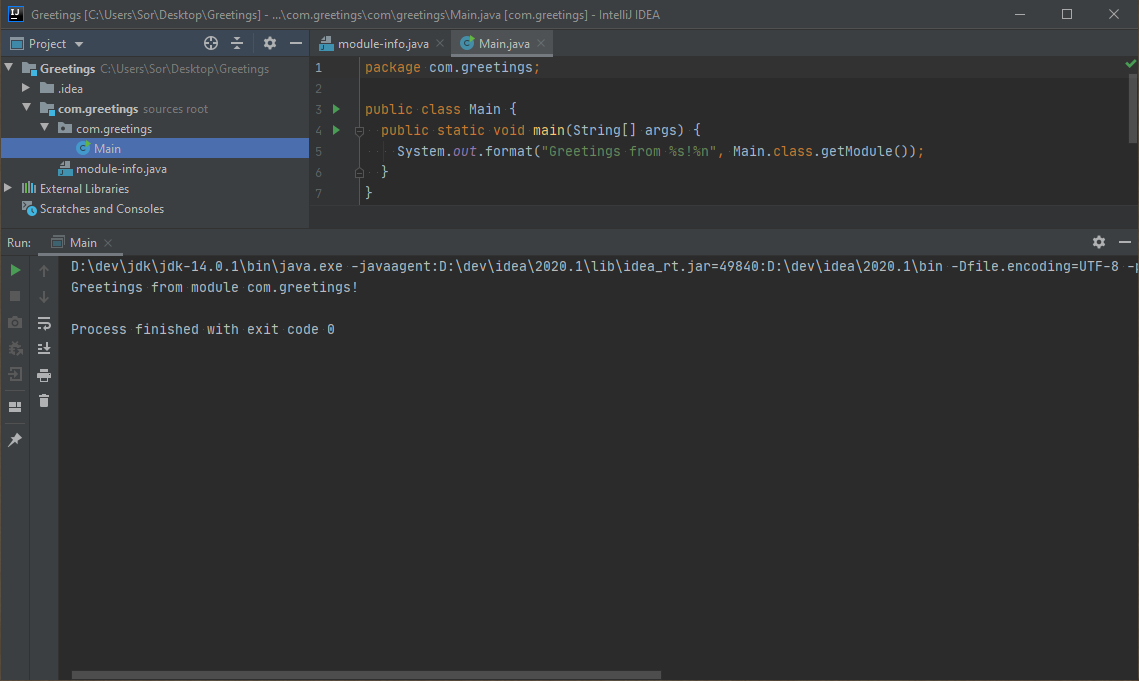 Greetings [C:\Users\Sor\Desktop\Greetings] - ...\com.greetings\com\greetings\Main.java [com.greetings] - IntelliJ IDEA
Project
module-info.java
Main.java
Greetings C:\Users\Sor\Desktop\Greetings
.idea
com.greetings sources root
com.greetings
Main
module-info.java
External Libraries
Scratches and Consoles
1 package com.greetings;
2
3 public class Main {
4 public static void main(String[] args) {
5 System.out.format("Greetings from %s!%n", Main.class.getModule());
6 }
7 }
Run: Main
D:\dev\jdk\jdk-14.0.1\bin\java.exe -javaagent:D:\dev\idea\2020.1\lib\idea_rt.jar=49840:D:\dev\idea\2020.1\bin -Dfile.encoding=UTF-8 -p
Greetings from module com.greetings!
Process finished with exit code 0